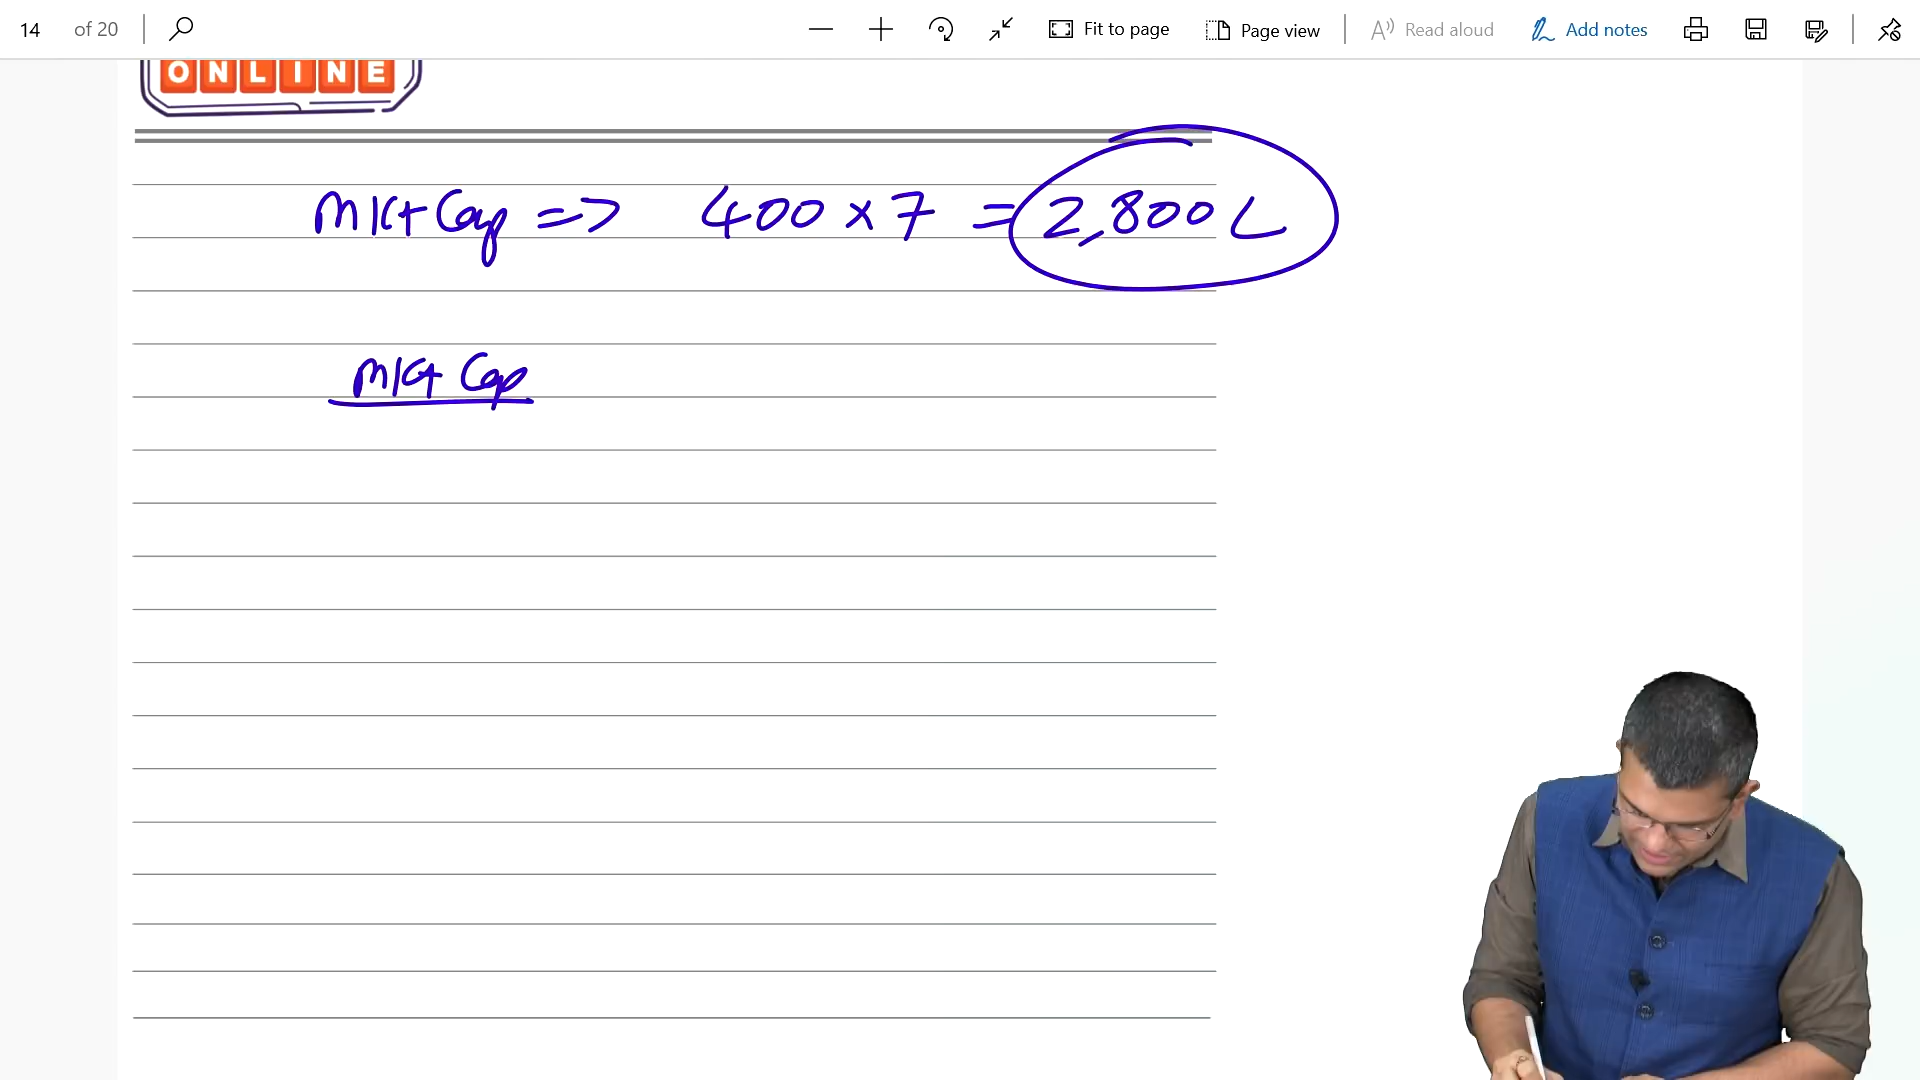 14 of 20 Fit to page Page view Read aloud Add notes
ONLINE
Mkt Cap => 400 x 7 = 2,800 L
Mkt Cap